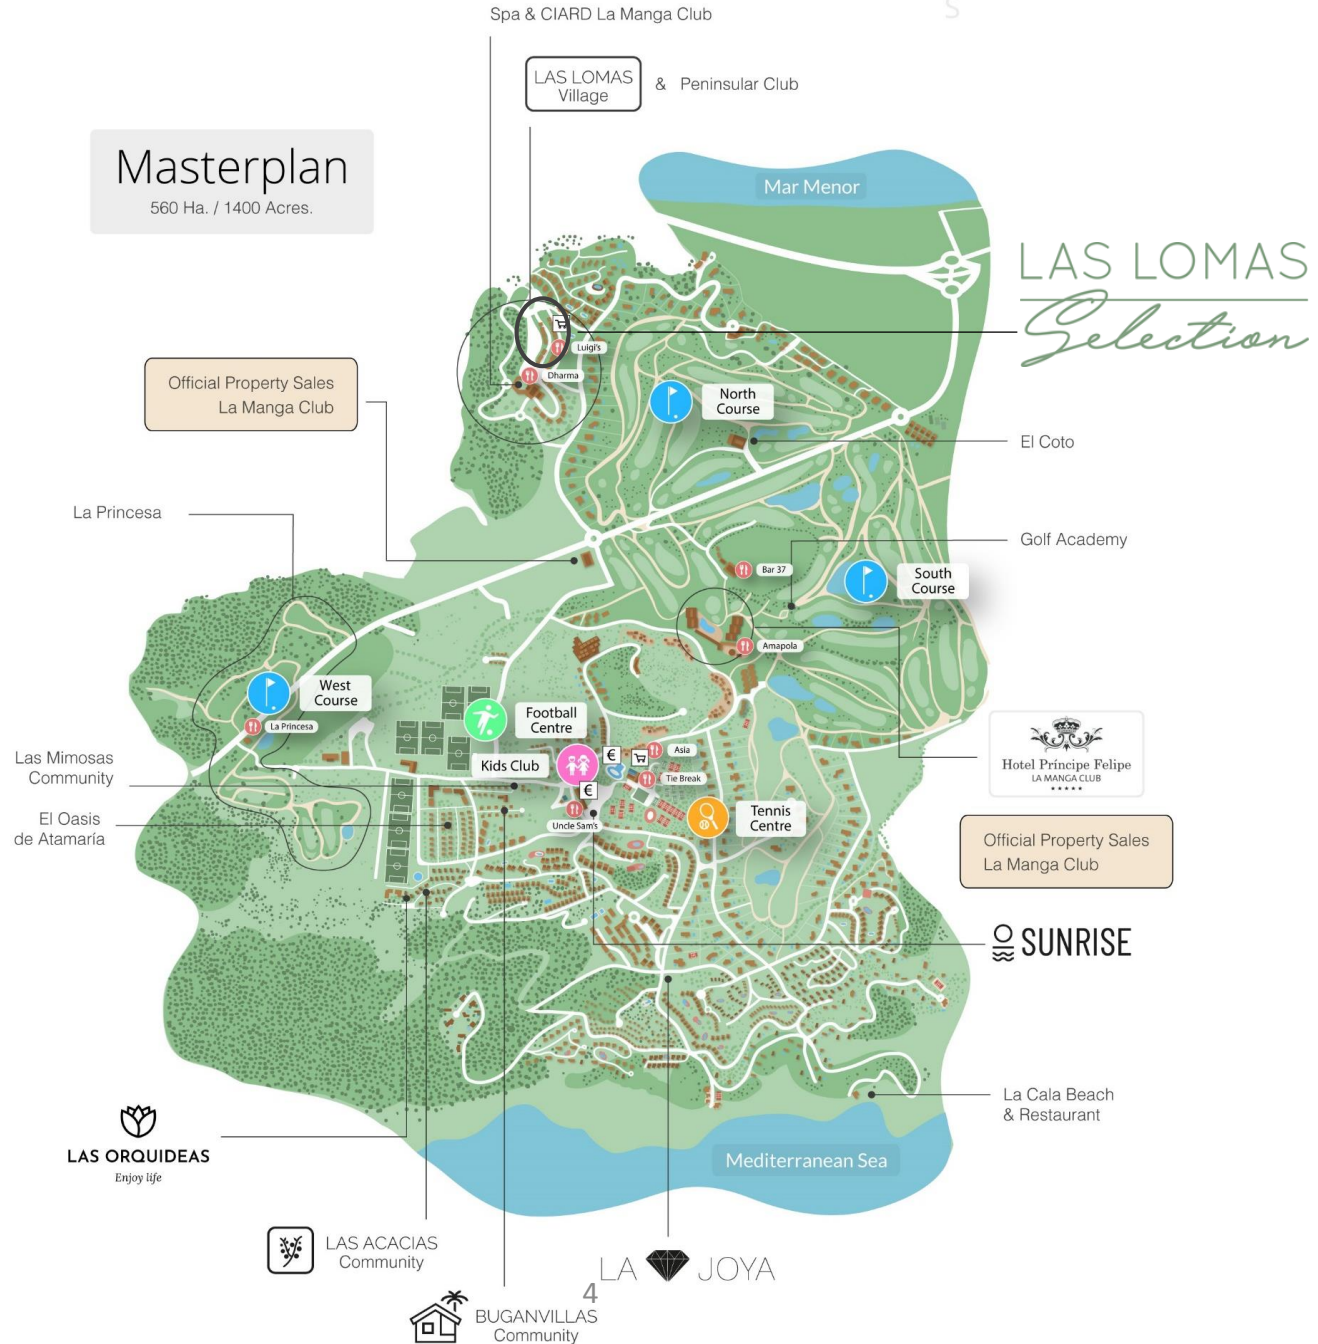 S
Spa & CIARD La Manga Club
LAS LOMAS
Village
& Peninsular Club
Masterplan
560 Ha. / 1400 Acres.
Mar Menor
LAS LOMAS
Selection
Luigi's
Dharma
Official Property Sales
La Manga Club
North
Course
El Coto
La Princesa
Golf Academy
Bar 37
South
Course
Amapola
West
Course
La Princesa
Football
Centre
Hotel Príncipe Felipe
LA MANGA CLUB
Las Mimosas
Community
Kids Club
€
Asia
Tie Break
€
Uncle Sam's
Tennis
Centre
El Oasis
de Atamaría
Official Property Sales
La Manga Club
SUNRISE
La Cala Beach
& Restaurant
LAS ORQUIDEAS
Enjoy life
Mediterranean Sea
LAS ACACIAS
Community
LA JOYA
4
BUGANVILLAS
Community